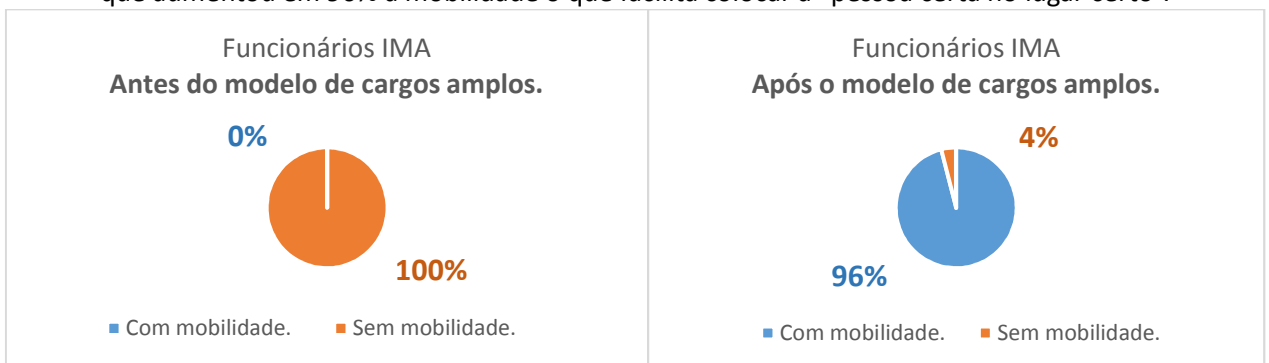 Funcionários IMA
Antes do modelo de cargos amplos.
0%
100%
Com mobilidade. Sem mobilidade.
Funcionários IMA
Após o modelo de cargos amplos.
4%
96%
Com mobilidade. Sem mobilidade.